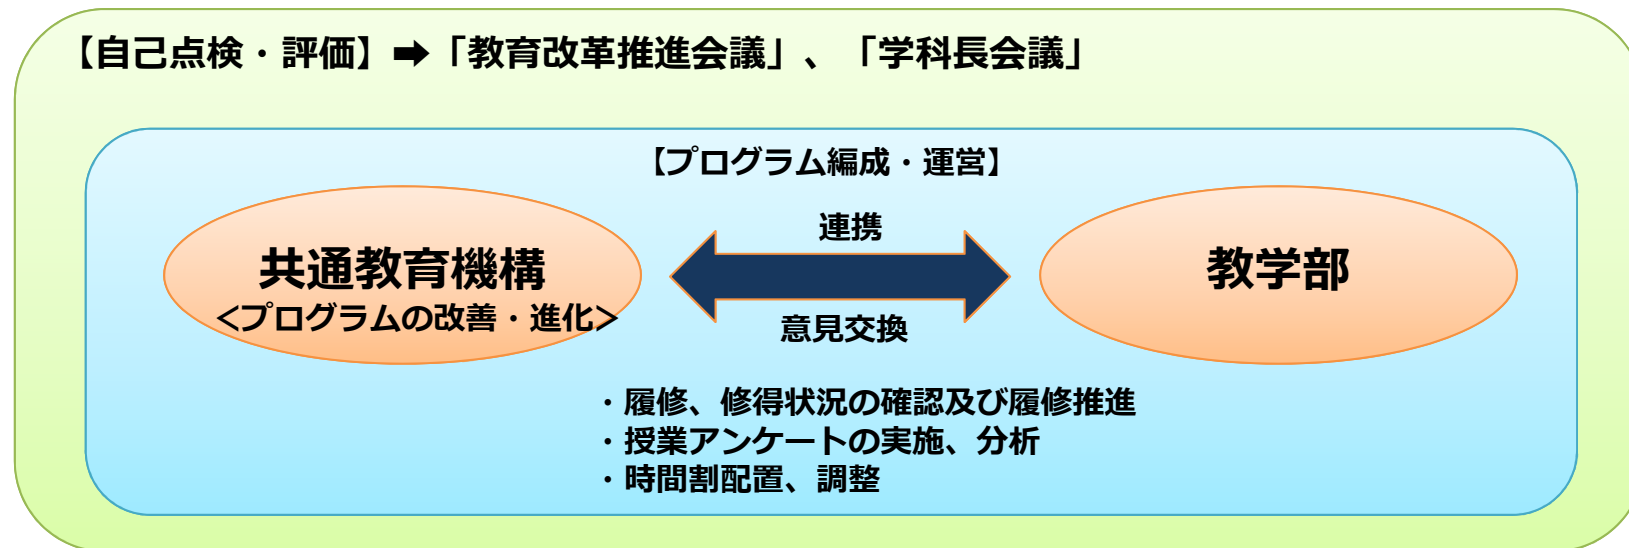 【自己点検・評価】➡「教育改革推進会議」、「学科長会議」
【プログラム編成・運営】
共通教育機構
<プログラムの改善・進化>
連携
意見交換
教学部
・履修、修得状況の確認及び履修推進
・授業アンケートの実施、分析
・時間割配置、調整